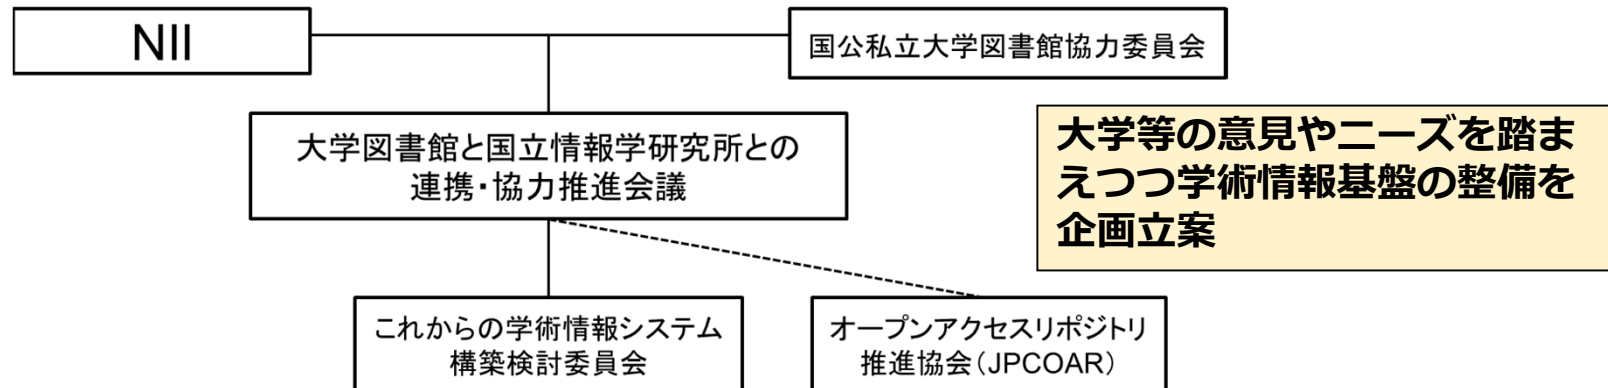 NII
国公私立大学図書館協力委員会
大学図書館と国立情報学研究所との
連携・協力推進会議
大学等の意見やニーズを踏ま
えつつ学術情報基盤の整備を
企画立案
これからの学術情報システム
構築検討委員会
オープンアクセスリポジトリ
推進協会（JPCOAR）